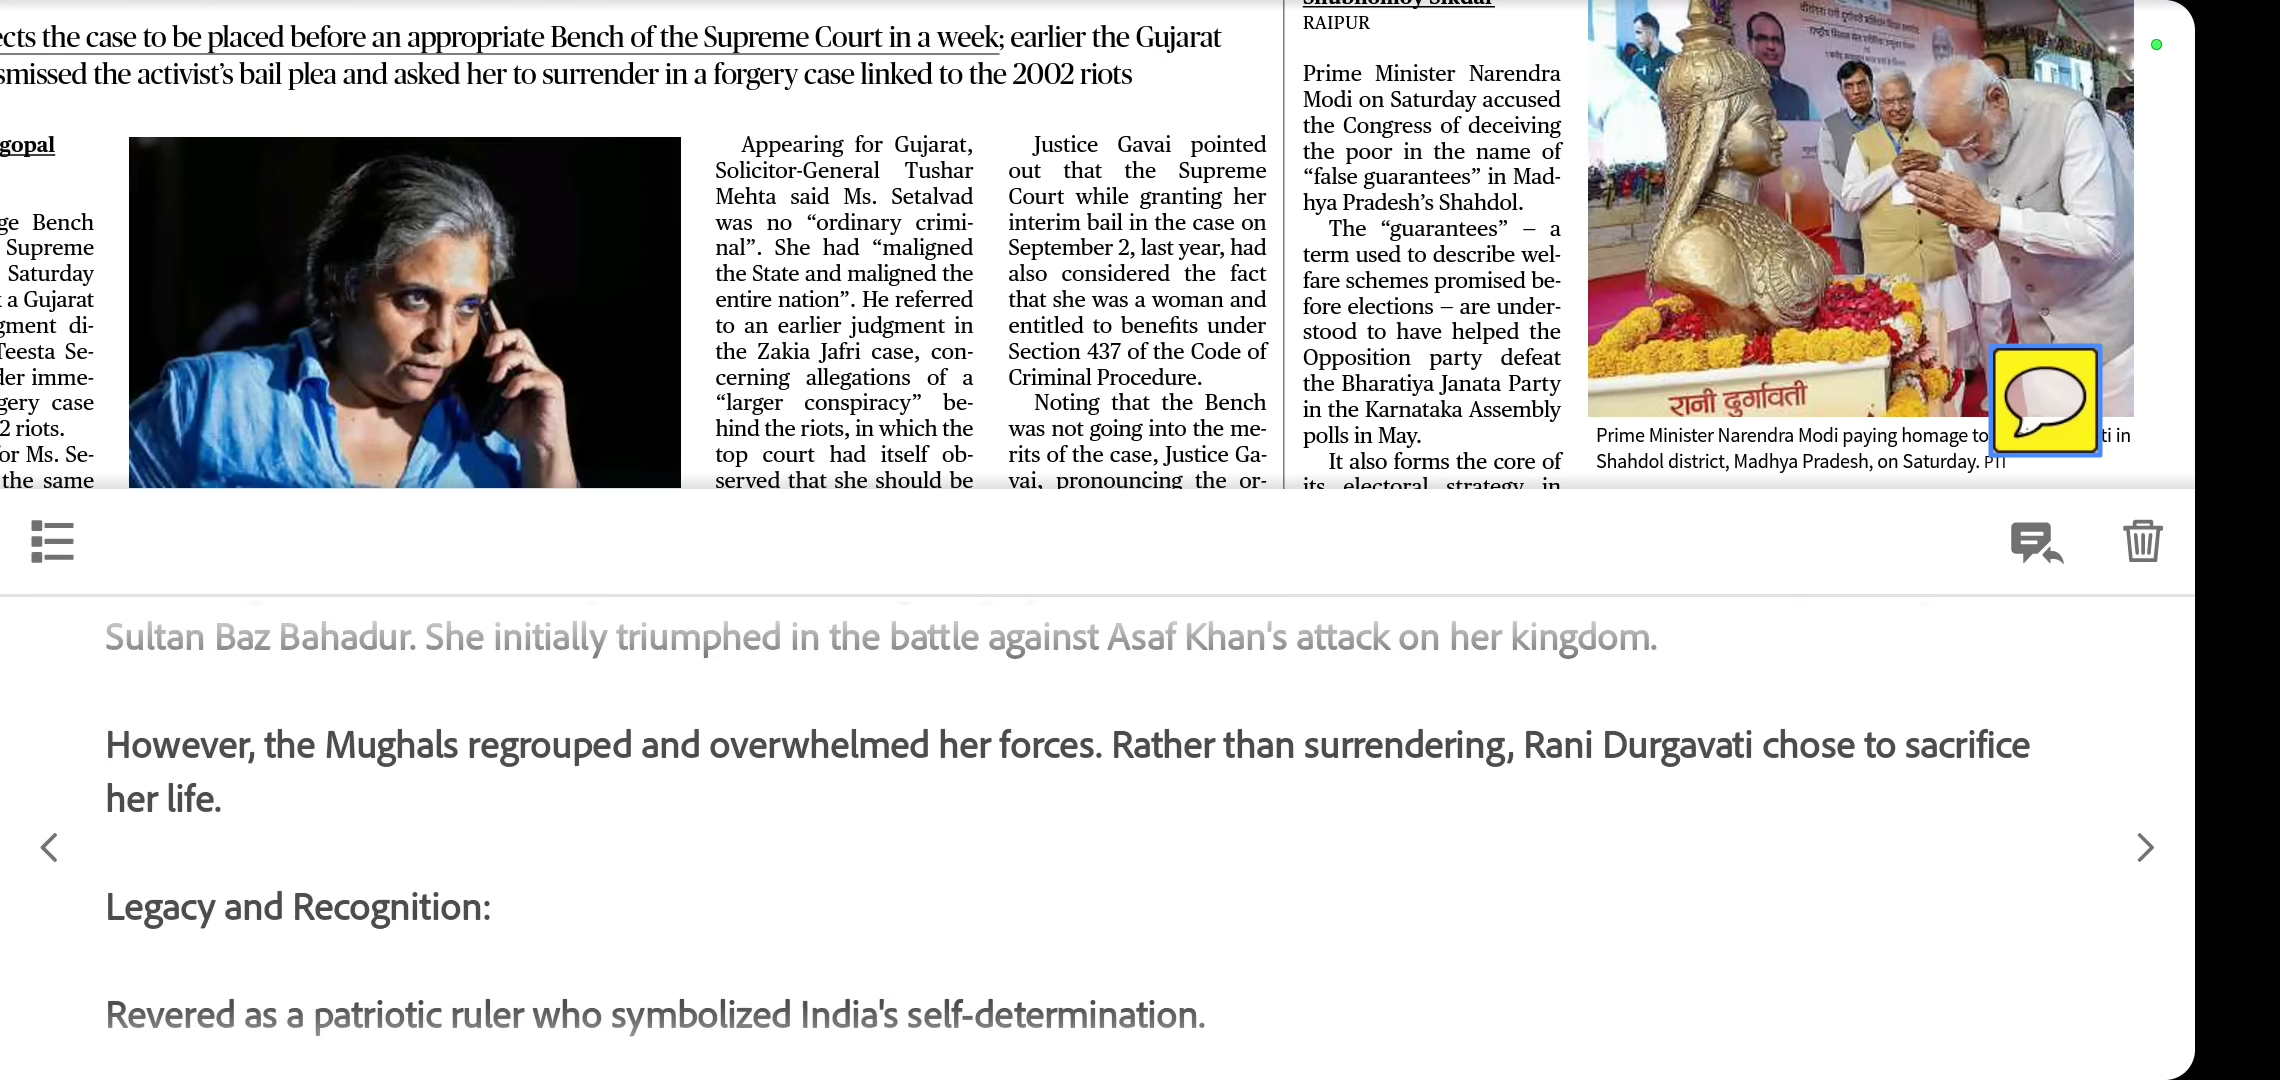 ects the case to be placed before an appropriate Bench of the Supreme Court in a week; earlier the Gujarat
smissed the activist's bail plea and asked her to surrender in a forgery case linked to the 2002 riots
gopal
ge Bench
Supreme
Saturday
a Gujarat
gment di-
Teesta Se-
der imme-
gery case
2 riots.
or Ms. Se-
the same
Appearing for Gujarat,
Solicitor-General Tushar
Mehta said Ms. Setalvad
was no “ordinary crimi-
nal”. She had “maligned
the State and maligned the
entire nation”. He referred
to an earlier judgment in
the Zakia Jafri case, con-
cerning allegations of a
“larger conspiracy” be-
hind the riots, in which the
top court had itself ob-
served that she should be
Justice Gavai pointed
out that the Supreme
Court while granting her
interim bail in the case on
September 2, last year, had
also considered the fact
that she was a woman and
entitled to benefits under
Section 437 of the Code of
Criminal Procedure.
Noting that the Bench
was not going into the me-
rits of the case, Justice Ga-
vai, pronouncing the or-
Shubhomoy Sikdar
RAIPUR
Prime Minister Narendra
Modi on Saturday accused
the Congress of deceiving
the poor in the name of
“false guarantees” in Mad-
hya Pradesh's Shahdol.
The “guarantees” — a
term used to describe wel-
fare schemes promised be-
fore elections — are under-
stood to have helped the
Opposition party defeat
the Bharatiya Janata Party
in the Karnataka Assembly
polls in May.
It also forms the core of
its electoral strategy in
रानी दुर्गावती
Prime Minister Narendra Modi paying homage to ti in
Shahdol district, Madhya Pradesh, on Saturday. PTI
Sultan Baz Bahadur. She initially triumphed in the battle against Asaf Khan's attack on her kingdom.
However, the Mughals regrouped and overwhelmed her forces. Rather than surrendering, Rani Durgavati chose to sacrifice
her life.
Legacy and Recognition:
Revered as a patriotic ruler who symbolized India's self-determination.